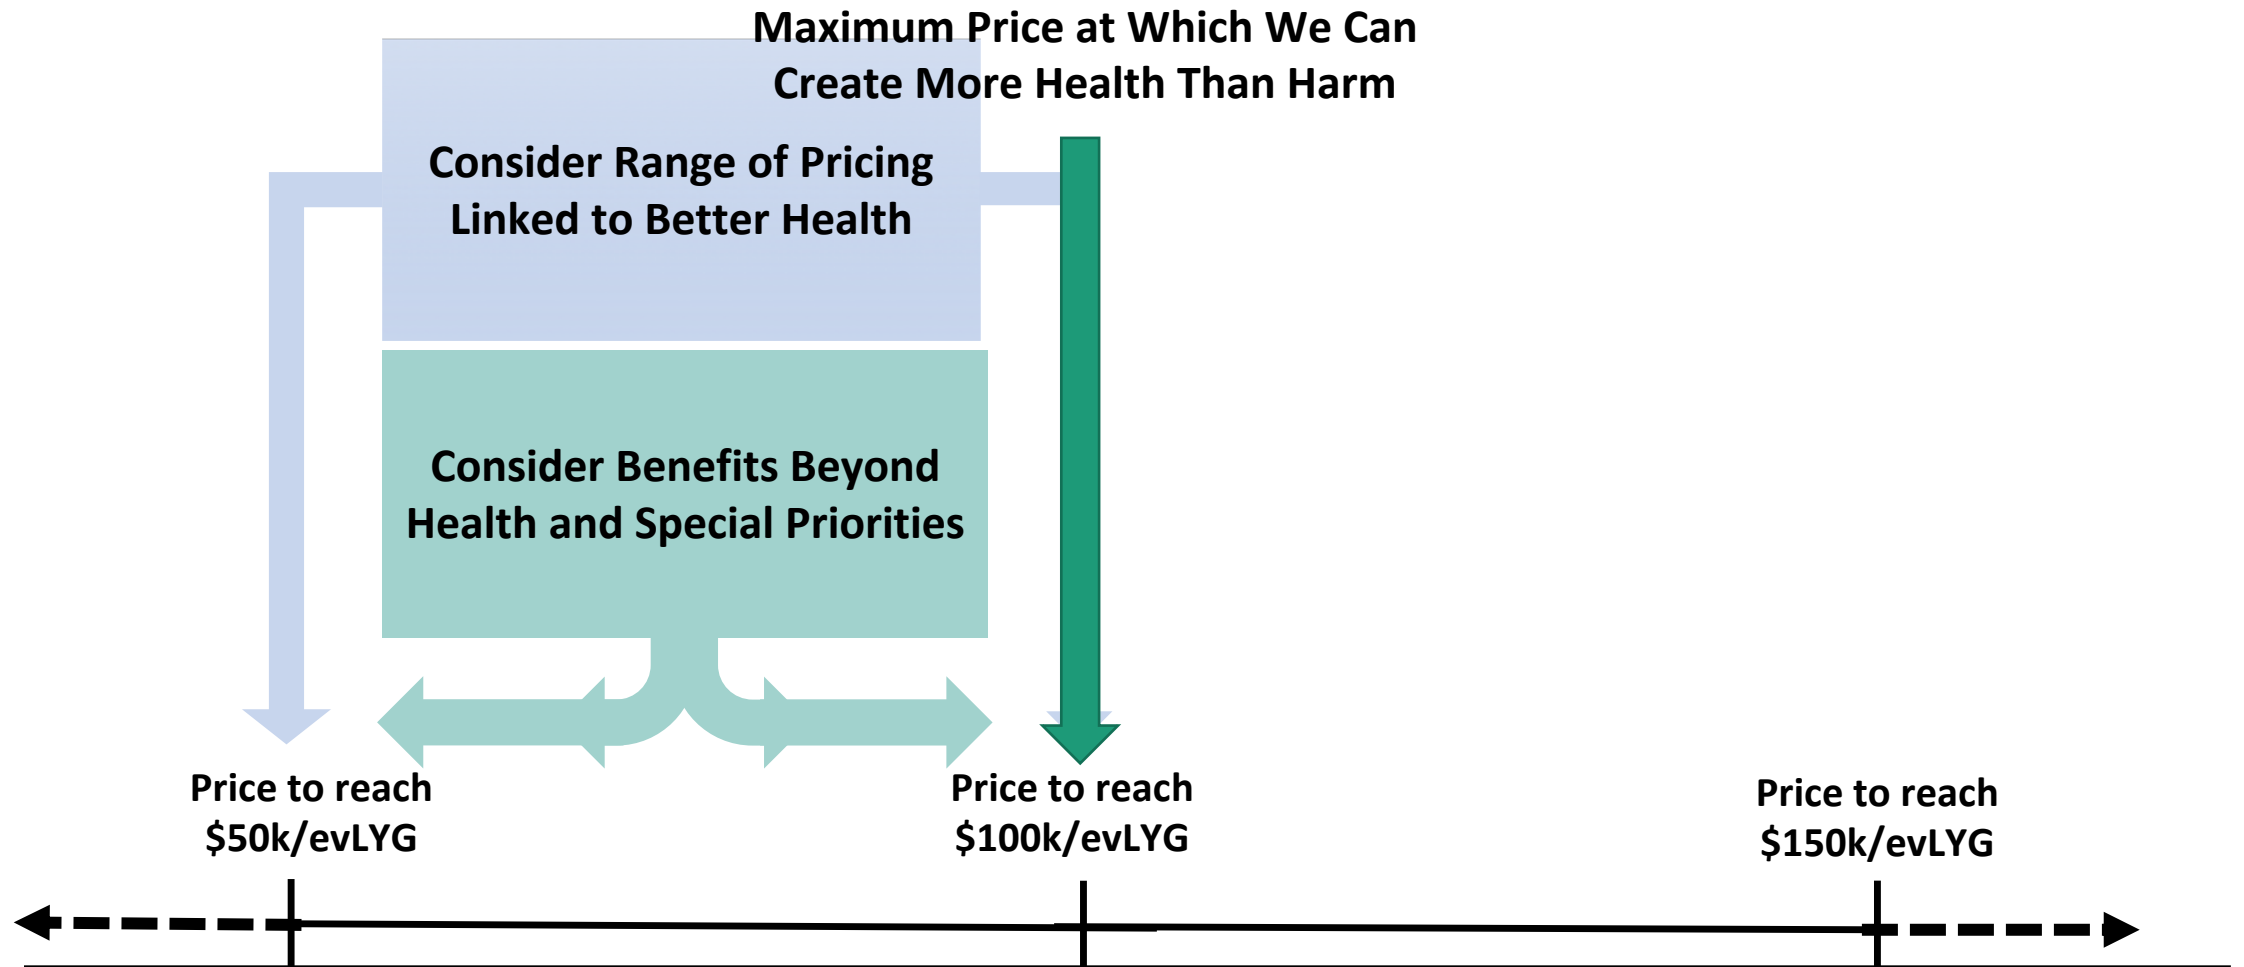 Maximum Price at Which We Can
Create More Health Than Harm
Consider Range of Pricing
Linked to Better Health
Consider Benefits Beyond
Health and Special Priorities
Price to reach
$50k/evLYG
Price to reach
$100k/evLYG
Price to reach
$150k/evLYG